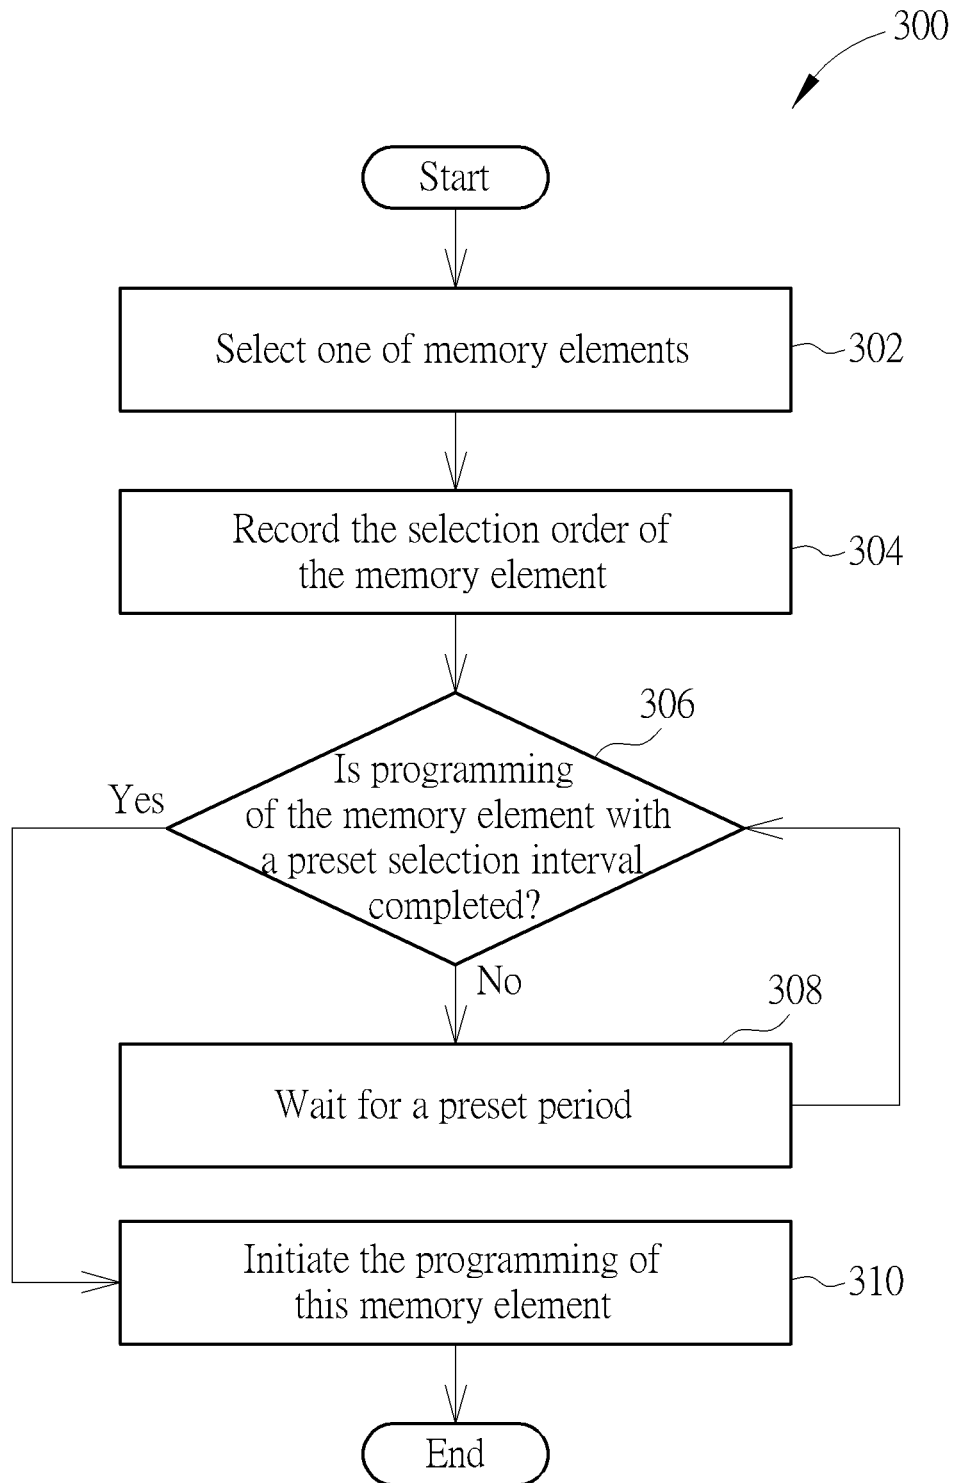 300
Start
Select one of memory elements
302
Record the selection order of
the memory element
304
306
Is programming
of the memory element with
a preset selection interval
completed?
Yes
No
308
Wait for a preset period
Initiate the programming of
this memory element
310
End